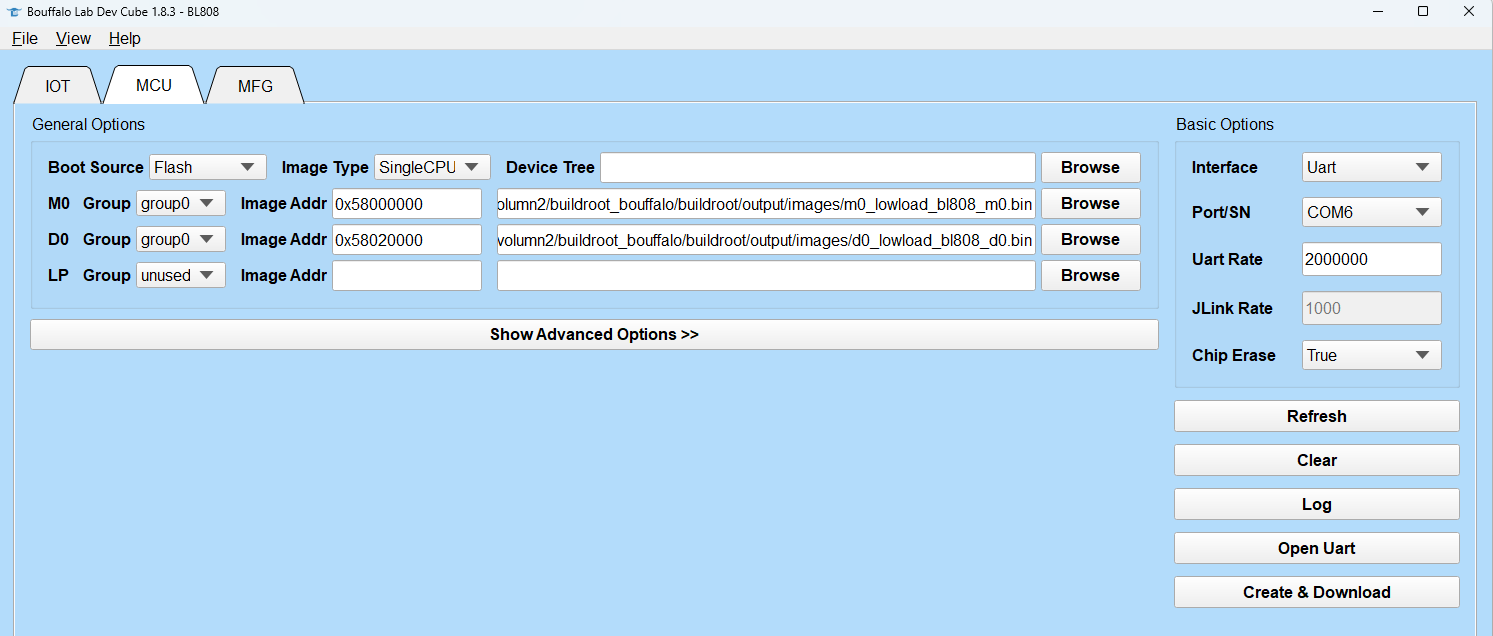 Bouffalo Lab Dev Cube 1.8.3 - BL808
File View Help
IOT MCU MFG
General Options
Boot Source Flash Image Type SingleCPU Device Tree Browse
M0 Group group0 Image Addr 0x58000000 olumn2/buildroot_bouffalo/buildroot/output/images/m0_lowload_bl808_m0.bin Browse
D0 Group group0 Image Addr 0x58020000 volumn2/buildroot_bouffalo/buildroot/output/images/d0_lowload_bl808_d0.bin Browse
LP Group unused Image Addr Browse
Show Advanced Options >>
Basic Options
Interface Uart
Port/SN COM6
Uart Rate 2000000
JLink Rate 1000
Chip Erase True
Refresh
Clear
Log
Open Uart
Create & Download